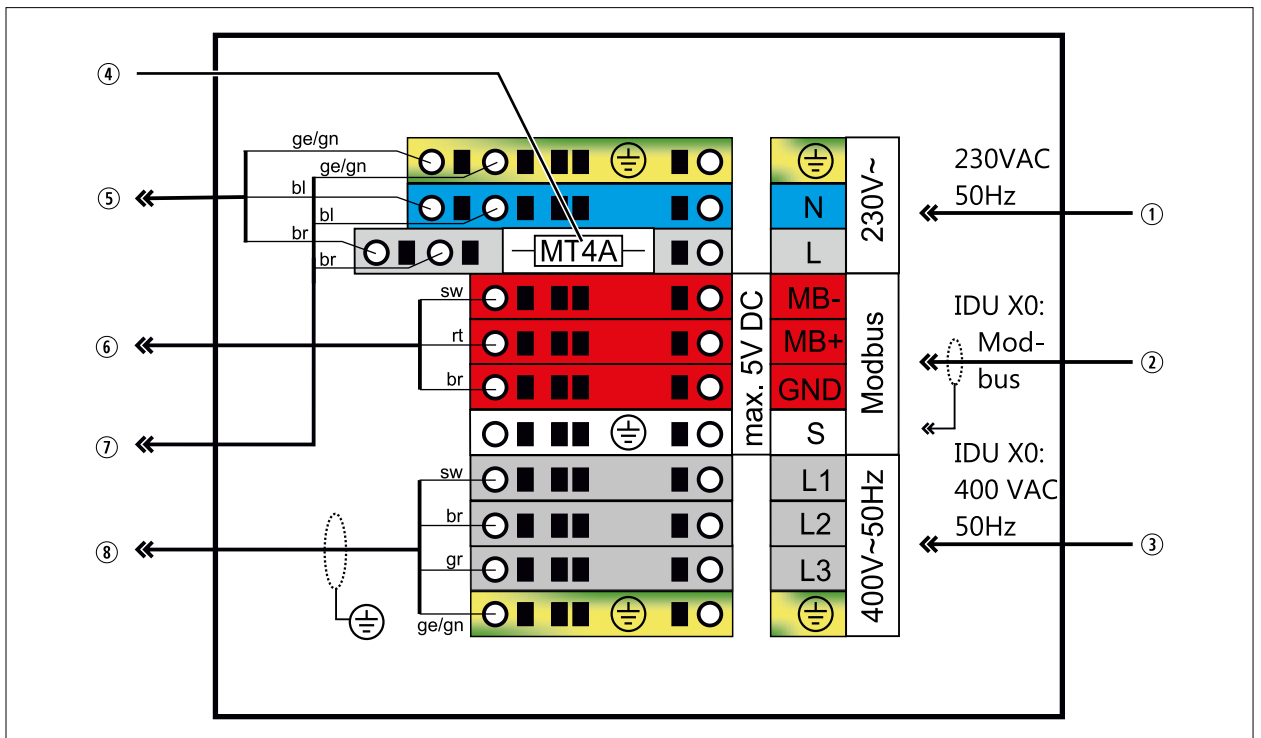 ④
ge/gn
ge/gn
230V~
230VAC
50Hz
⑤
bl
bl
N
①
br
br
MT4A
L
sw
max. 5V DC
MB-
Modbus
IDU X0:
Mod-
bus
⑥
rt
MB+
②
br
GND
⑦
S
sw
L1
400V~50Hz
IDU X0:
400 VAC
50Hz
⑧
br
L2
③
gr
L3
ge/gn